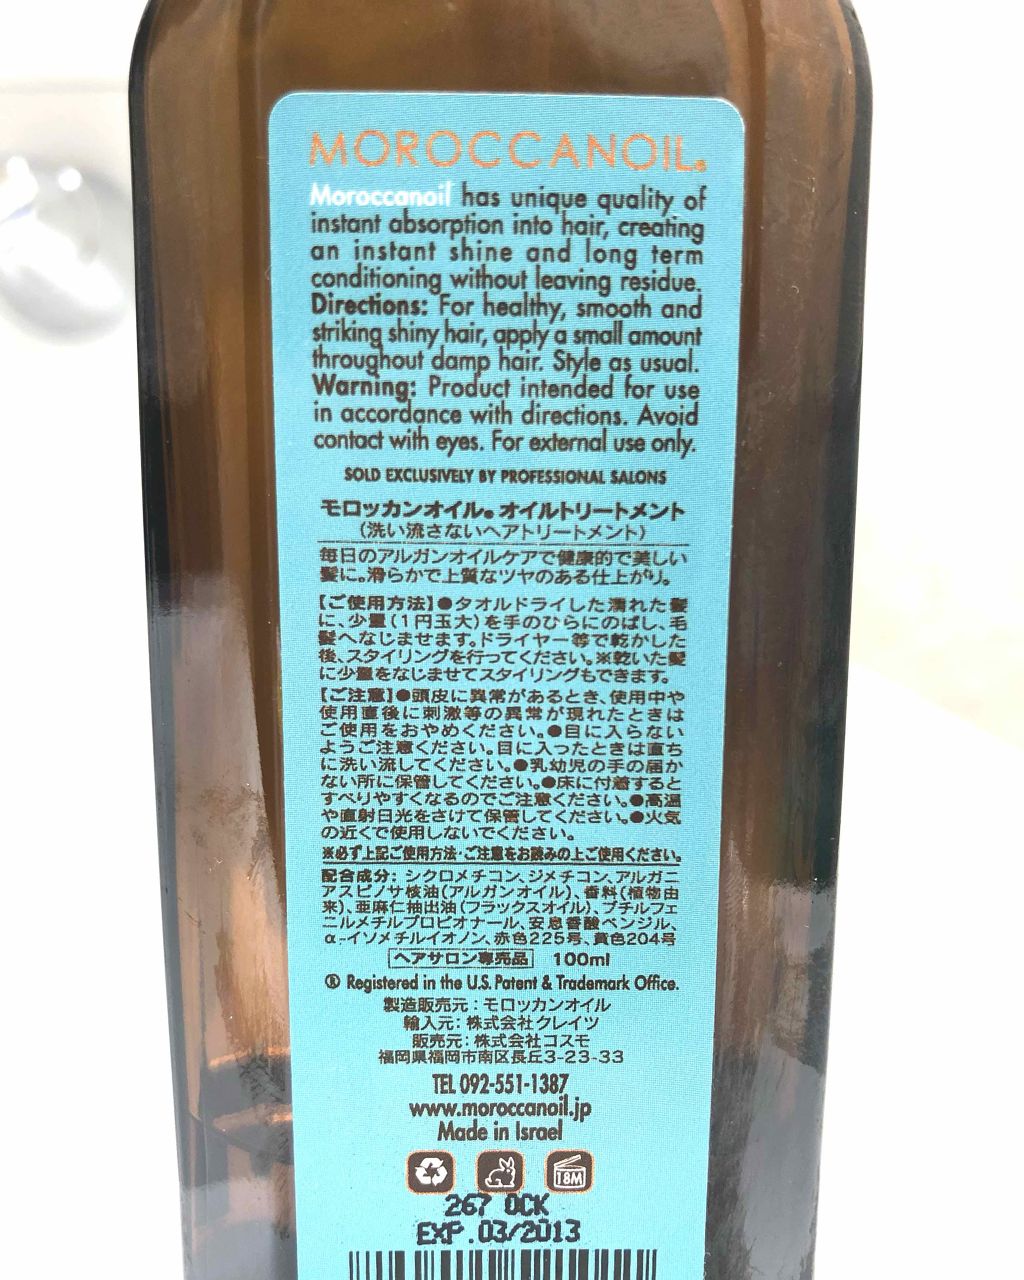 MOROCCANOIL®
Moroccanoil® has unique quality of
instant absorption into hair, creating
an instant shine and long term
conditioning without leaving residue.
Directions: For healthy, smooth and
striking shiny hair, apply a small amount
throughout damp hair. Style as usual.
Warning: Product intended for use
in accordance with directions. Avoid
contact with eyes. For external use only.
SOLD EXCLUSIVELY BY PROFESSIONAL SALONS
モロッカンオイル® オイルトリートメント
(洗い流さないヘアトリートメント)
毎日のアルガンオイルケアで健康的で美しい
髪に。滑らかで上質なツヤのある仕上がり。
【ご使用方法】●タオルドライした濡れた髪
に、少量(1円玉大)を手のひらにのばし、毛
髪へなじませます。ドライヤー等で乾かした
後、スタイリングを行ってください。※乾いた髪
に少量をなじませてスタイリングもできます。
【ご注意】●頭皮に異常があるとき、使用中や
使用直後に刺激等の異常が現れたときは
ご使用をおやめください。●目に入らない
ようご注意ください。目に入ったときは直ち
に洗い流してください。●乳幼児の手の届か
ない所に保管してください。●床に付着すると
すべりやすくなるのでご注意ください。●高温
や直射日光をさけて保管してください。●火気
の近くで使用しないでください。
※必ず上記ご使用方法・ご注意をお読みの上ご使用ください。
配合成分: シクロメチコン、ジメチコン、アルガニ
アスピノサ核油(アルガンオイル)、香料(植物由
来)、亜麻仁抽出油(フラックスオイル)、ブチルフェ
ニルメチルプロピオナール、安息香酸ベンジル、
α-イソメチルイオノン、赤色225号、黄色204号
ヘアサロン専売品 100ml
® Registered in the U.S. Patent & Trademark Office.
製造販売元:モロッカンオイル
輸入元:株式会社クレイツ
販売元:株式会社コスモ
福岡県福岡市南区長丘3-23-33
TEL 092-551-1387
www.moroccanoil.jp
Made in Israel
18M
267 OCK
EXP.03/2013